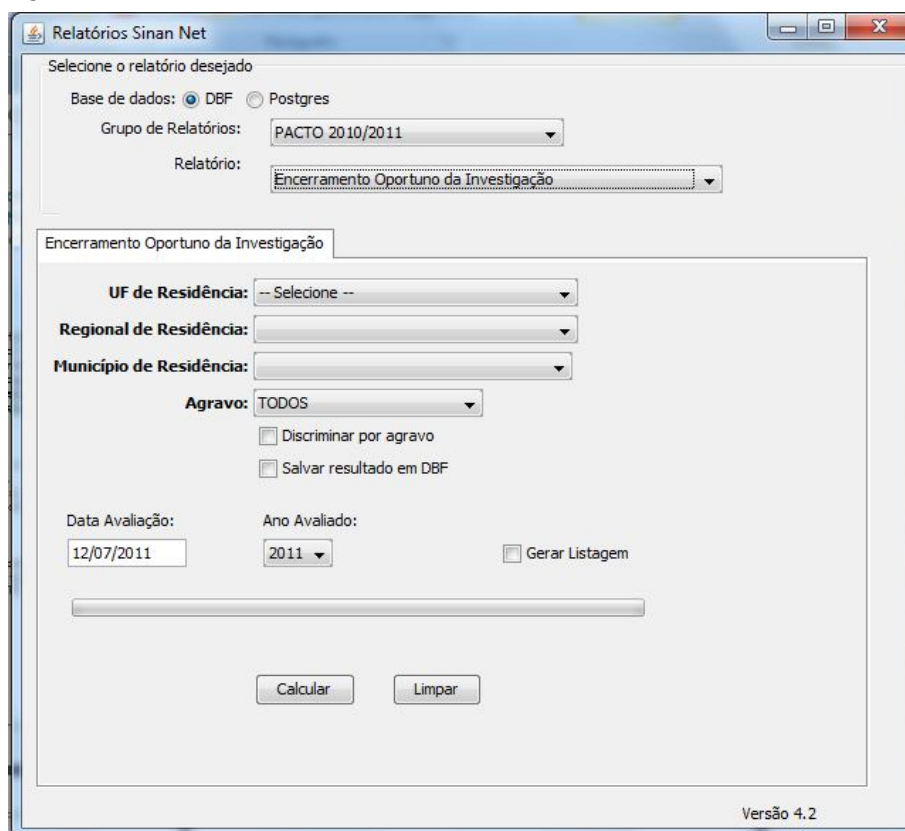 Relatórios Sinan Net
Selecione o relatório desejado
Base de dados: DBF Postgres
Grupo de Relatórios: PACTO 2010/2011
Relatório: Encerramento Oportuno da Investigação
Encerramento Oportuno da Investigação
UF de Residência: -- Selecione --
Regional de Residência:
Município de Residência:
Agravo: TODOS
Discriminar por agravo
Salvar resultado em DBF
Data Avaliação: Ano Avaliado:
12/07/2011 2011 Gerar Listagem
Calcular Limpar
Versão 4.2